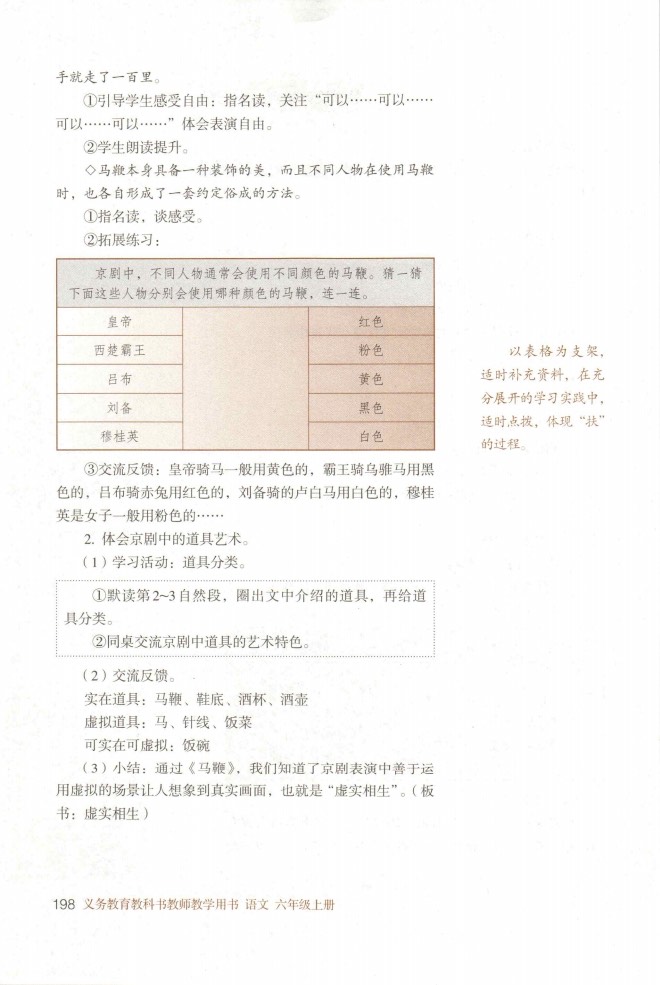 手就走了一百里。
①引导学生感受自由：指名读，关注“可以……可以……
可以……可以……”体会表演自由。
②学生朗读提升。
◇马鞭本身具备一种装饰的美，而且不同人物在使用马鞭
时，也各自形成了一套约定俗成的方法。
①指名读，谈感受。
②拓展练习：
京剧中，不同人物通常会使用不同颜色的马鞭。猜一猜
下面这些人物分别会使用哪种颜色的马鞭，连一连。
皇帝 红色
西楚霸王 粉色
吕布 黄色
刘备 黑色
穆桂英 白色
以表格为支架，
适时补充资料，在充
分展开的学习实践中，
适时点拨，体现“扶”
的过程。
③交流反馈：皇帝骑马一般用黄色的，霸王骑乌骓马用黑
色的，吕布骑赤兔用红色的，刘备骑的卢白马用白色的，穆桂
英是女子一般用粉色的……
2. 体会京剧中的道具艺术。
（1）学习活动：道具分类。
①默读第2~3自然段，圈出文中介绍的道具，再给道
具分类。
②同桌交流京剧中道具的艺术特色。
（2）交流反馈。
实在道具：马鞭、鞋底、酒杯、酒壶
虚拟道具：马、针线、饭菜
可实在可虚拟：饭碗
（3）小结：通过《马鞭》，我们知道了京剧表演中善于运
用虚拟的场景让人想象到真实画面，也就是“虚实相生”。（板
书：虚实相生）
198 义务教育教科书教师教学用书 语文 六年级上册